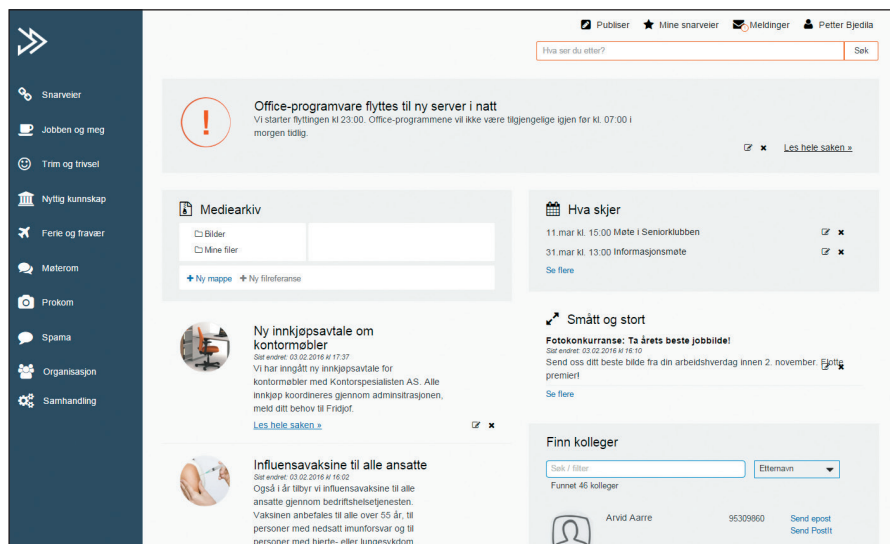 Publiser Mine snarveier Meldinger Petter Bjedila
Hva ser du etter? Søk
Snarveier
Jobben og meg
Trim og trivsel
Nyttig kunnskap
Ferie og fravær
Møterom
Prokom
Spama
Organisasjon
Samhandling
Office-programvare flyttes til ny server i natt
Vi starter flyttingen kl 23:00. Office-programmene vil ikke være tilgjengelige igjen før kl. 07:00 i
morgen tidlig.
Les hele saken »
Mediearkiv
Bilder
Mine filer
+ Ny mappe + Ny filreferanse
Ny innkjøpsavtale om
kontormøbler
Sist endret: 03.02.2016 kl 17:37
Vi har inngått ny innkjøpsavtale for
kontormøbler med Kontorspesialisten AS. Alle
innkjøp koordineres gjennom adminsitrasjonen,
meld ditt behov til Fridjof.
Les hele saken »
Influensavaksine til alle ansatte
Sist endret: 03.02.2016 kl 16:02
Også i år tilbyr vi influensavaksine til alle
ansatte gjennom bedriftshelsetjenesten.
Vaksinen anbefales til alle over 55 år, til
personer med nedsatt imunforsvar og til
personer med hjerte- eller lungesykdom
Hva skjer
11.mar kl. 15:00 Møte i Seniorklubben
31.mar kl. 13:00 Informasjonsmøte
Se flere
Smått og stort
Fotokonkurranse: Ta årets beste jobbilde!
Sist endret: 03.02.2016 kl 16:10
Send oss ditt beste bilde fra din arbeidshverdag innen 2. november. Flotte
premier!
Se flere
Finn kolleger
Søk / filter Etternavn
Funnet 46 kolleger
Arvid Aarre 95309860 Send epost
Send PostIt